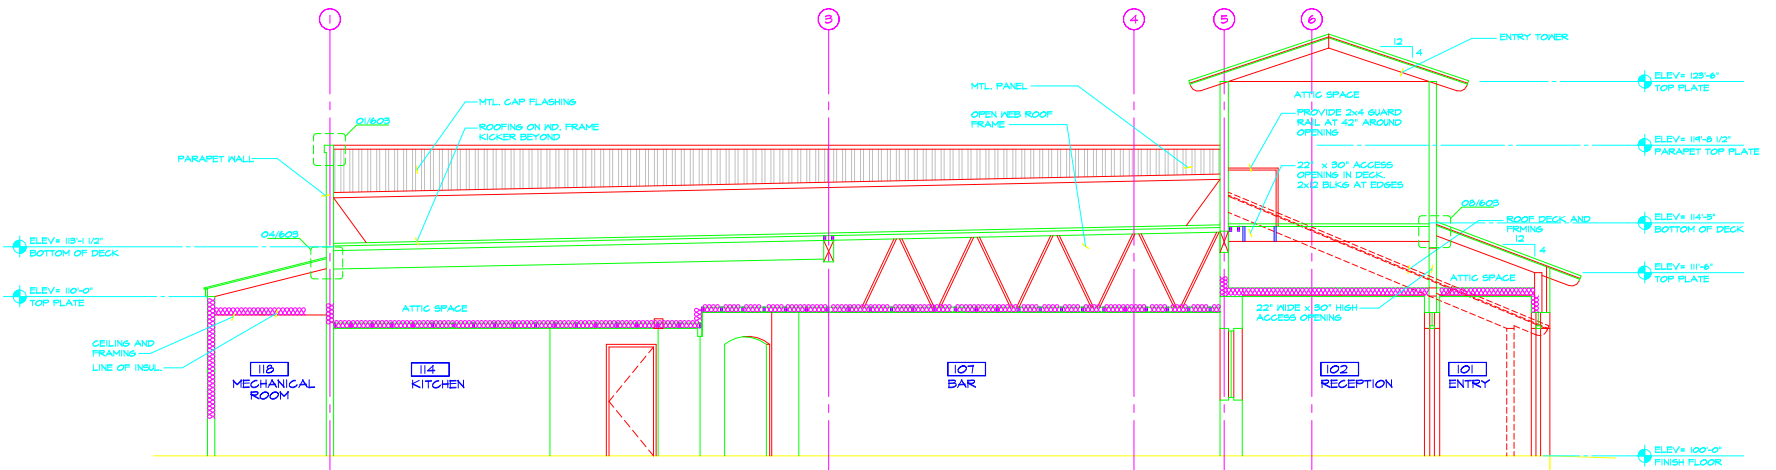 1
3
4
5
6
12
4
ENTRY TOWER
ELEV= 123'-6"
TOP PLATE
MTL. PANEL
ATTIC SPACE
MTL. CAP FLASHING
OPEN WEB ROOF
FRAME
PROVIDE 2x4 GUARD
RAIL AT 42" AROUND
OPENING
01/603
ROOFING ON WD. FRAME
KICKER BEYOND
ELEV= 119'-8 1/2"
PARAPET TOP PLATE
PARAPET WALL
22" x 30" ACCESS
OPENING IN DECK.
2x12 BLKG AT EDGES
03/603
ROOF DECK AND
FRMING
ELEV= 114'-5"
BOTTOM OF DECK
04/603
ELEV= 113'-1 1/2"
BOTTOM OF DECK
12
4
ELEV= 111'-6"
TOP PLATE
ATTIC SPACE
ELEV= 110'-0"
TOP PLATE
ATTIC SPACE
22" WIDE x 30" HIGH
ACCESS OPENING
CEILING AND
FRAMING
LINE OF INSUL.
118
MECHANICAL
ROOM
114
KITCHEN
107
BAR
102
RECEPTION
101
ENTRY
ELEV= 100'-0"
FINISH FLOOR